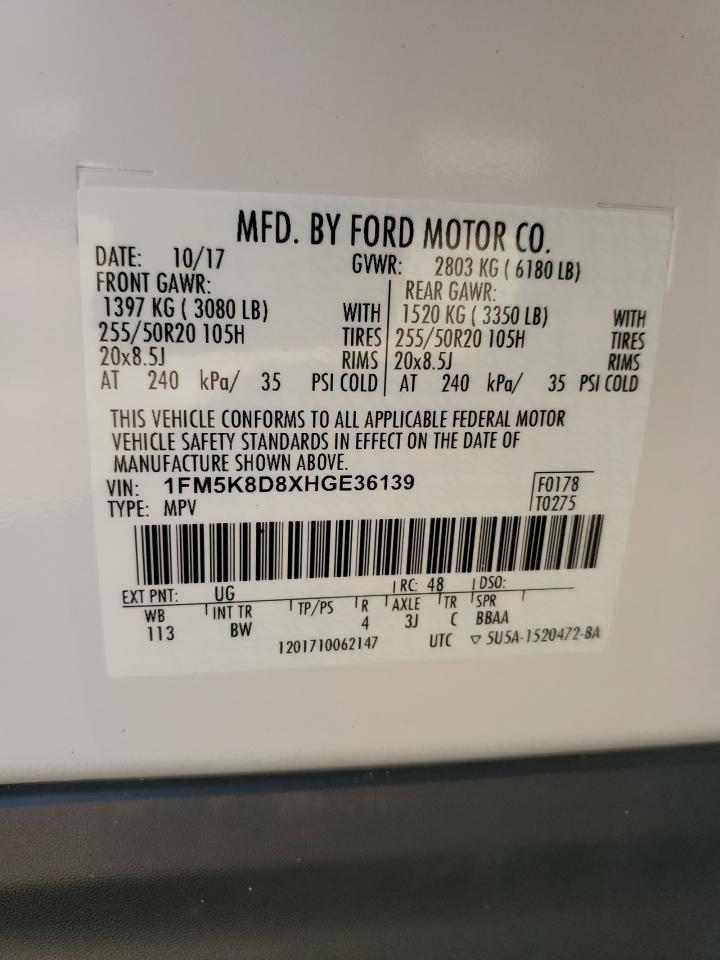 MFD. BY FORD MOTOR CO.
DATE: 10/17 GVWR: 2803 KG ( 6180 LB)
FRONT GAWR: REAR GAWR:
1397 KG ( 3080 LB) WITH 1520 KG ( 3350 LB) WITH
255/50R20 105H TIRES 255/50R20 105H TIRES
20x8.5J RIMS 20x8.5J RIMS
AT 240 kPa/ 35 PSI COLD AT 240 kPa/ 35 PSI COLD
THIS VEHICLE CONFORMS TO ALL APPLICABLE FEDERAL MOTOR
VEHICLE SAFETY STANDARDS IN EFFECT ON THE DATE OF
MANUFACTURE SHOWN ABOVE.
VIN: 1FM5K8D8XHGE36139 F0178
TYPE: MPV T0275
EXT PNT: UG RC: 48 DSO:
WB INT TR TP/PS R AXLE TR SPR
113 BW 4 3J C BBAA
1201710062147 UTC ▽ 5U5A-1520472-BA